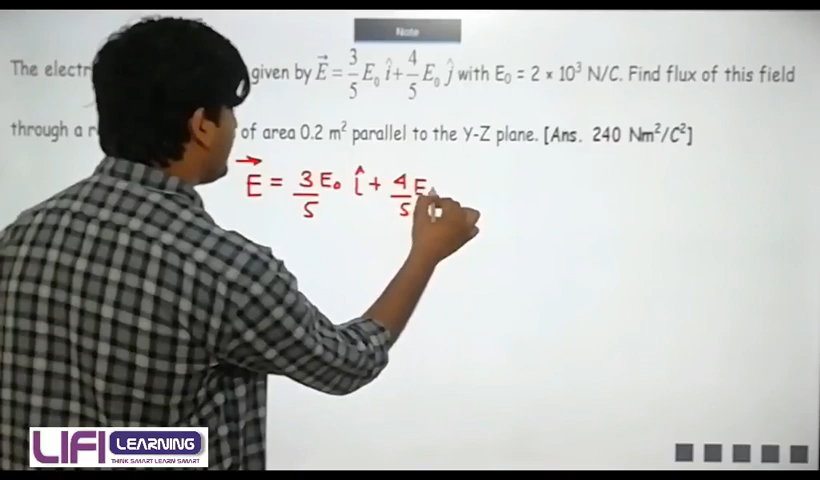 Note
The electr given by E⃗ = 3/5 E₀ î + 4/5 E₀ ĵ with E₀ = 2 × 10³ N/C. Find flux of this field
through a r of area 0.2 m² parallel to the Y-Z plane. [Ans. 240 Nm²/C²]
E⃗ = 3/5 E₀ î + 4/5 E
LIFI LEARNING
THINK SMART LEARN SMART